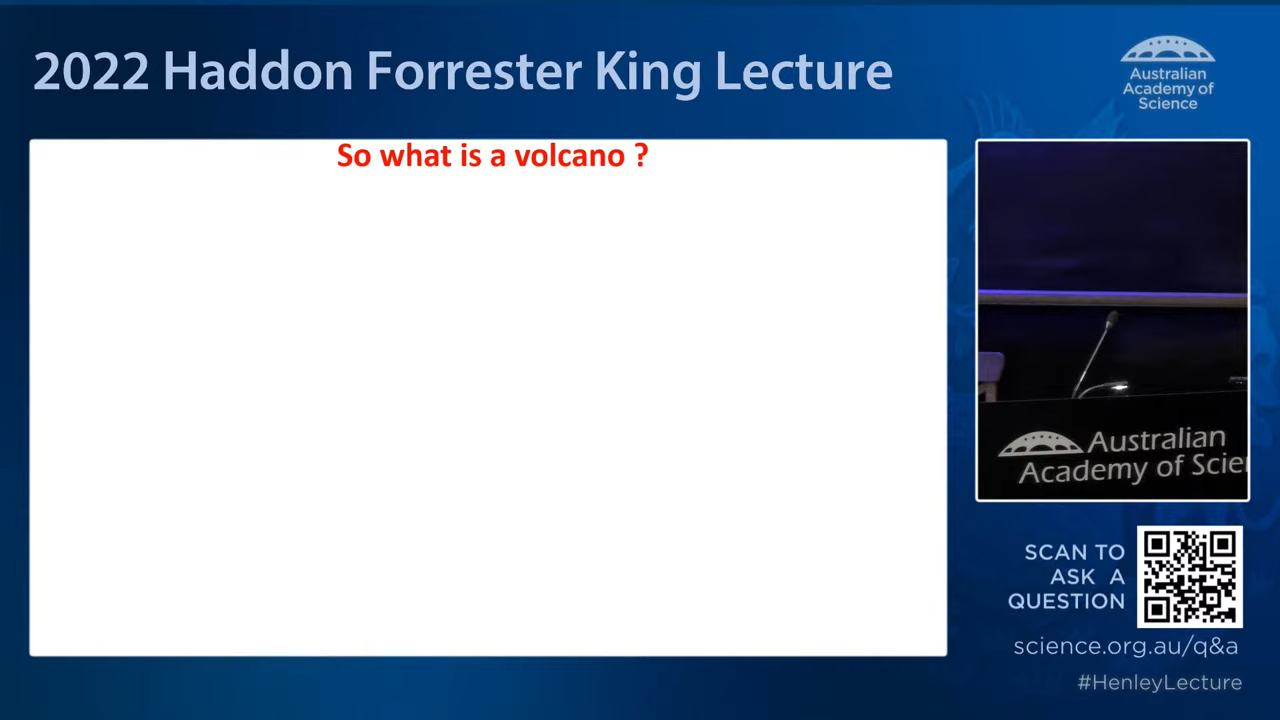 2022 Haddon Forrester King Lecture
Australian
Academy of
Science
So what is a volcano ?
Australian
Academy of Scie
SCAN TO
ASK A
QUESTION
science.org.au/q&a
#HenleyLecture